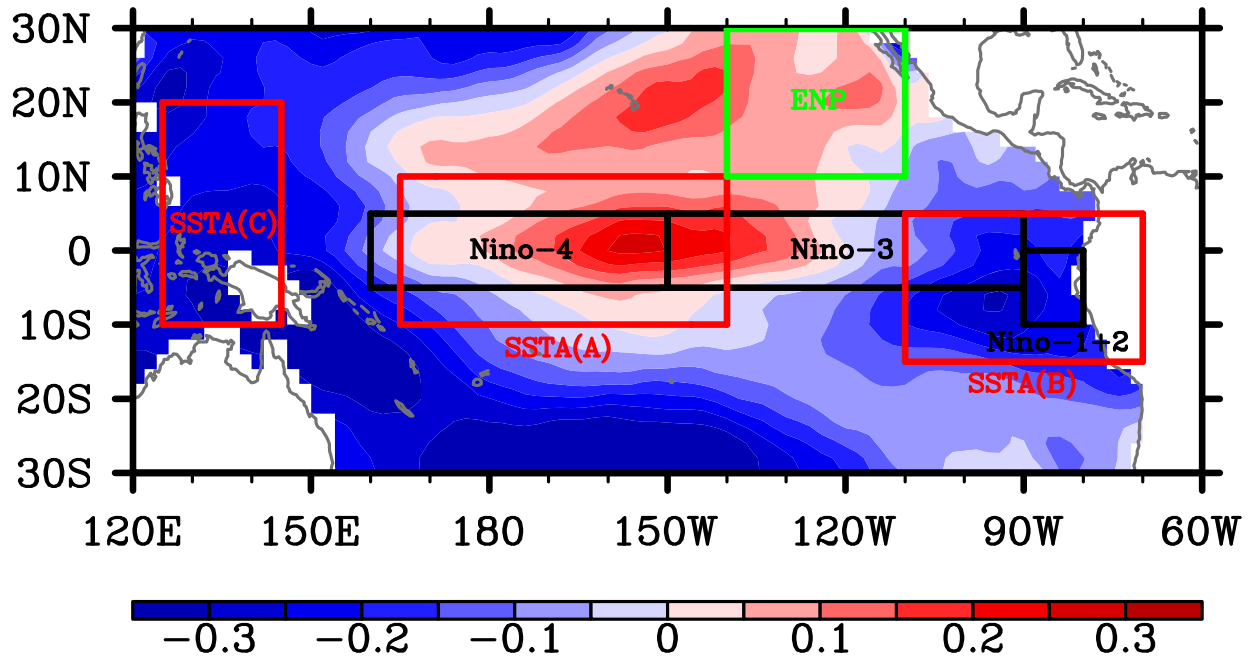 30N
20N
10N
0
10S
20S
30S
ENP
SSTA(C)
Nino-4
Nino-3
SSTA(A)
Nino-1+2
SSTA(B)
120E 150E 180 150W 120W 90W 60W
-0.3 -0.2 -0.1 0 0.1 0.2 0.3